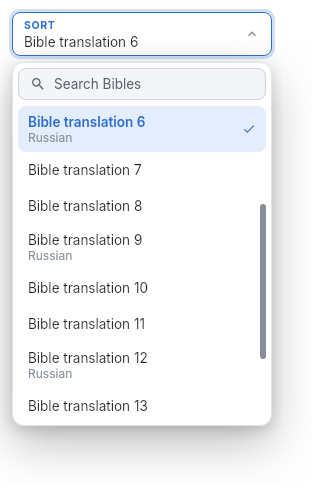 SORT
Bible translation 6
Search Bibles
Bible translation 6
Russian
Bible translation 7
Bible translation 8
Bible translation 9
Russian
Bible translation 10
Bible translation 11
Bible translation 12
Russian
Bible translation 13